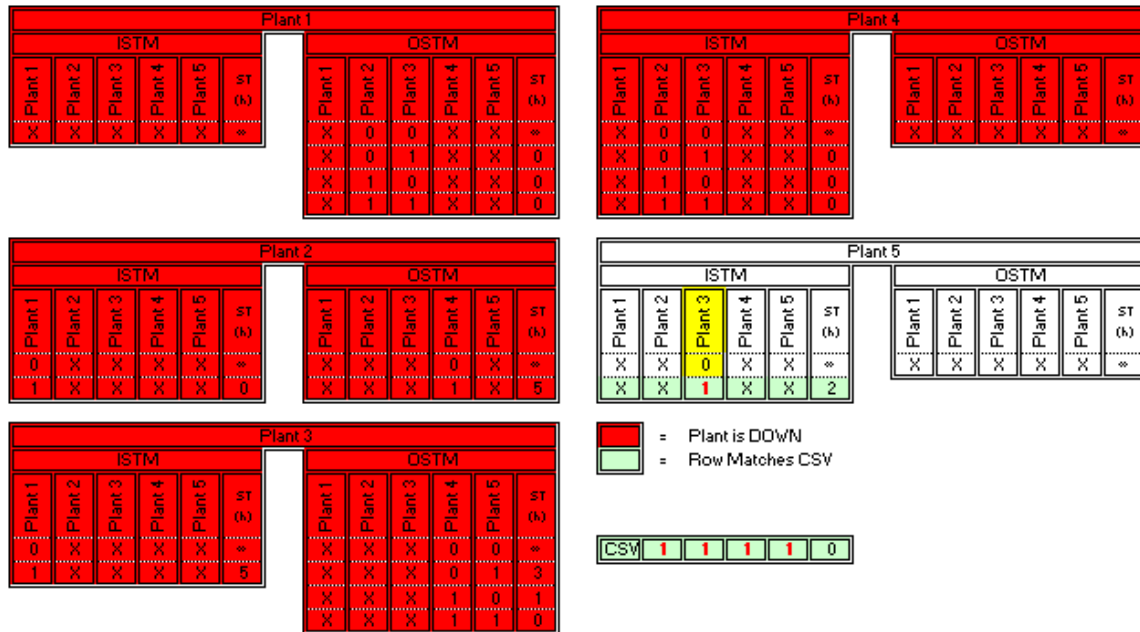 Plant 1
ISTM OSTM
Plant 1 Plant 2 Plant 3 Plant 4 Plant 5 ST (h) Plant 1 Plant 2 Plant 3 Plant 4 Plant 5 ST (h)
X X X X X ∞ X 0 0 X X ∞
X 0 1 X X 0
X 1 0 X X 0
X 1 1 X X 0
Plant 4
ISTM OSTM
Plant 1 Plant 2 Plant 3 Plant 4 Plant 5 ST (h) Plant 1 Plant 2 Plant 3 Plant 4 Plant 5 ST (h)
X 0 0 X X ∞ X X X X X ∞
X 0 1 X X 0
X 1 0 X X 0
X 1 1 X X 0
Plant 2
ISTM OSTM
Plant 1 Plant 2 Plant 3 Plant 4 Plant 5 ST (h) Plant 1 Plant 2 Plant 3 Plant 4 Plant 5 ST (h)
0 X X X X ∞ X X X 0 X ∞
1 X X X X 0 X X X 1 X 5
Plant 5
ISTM OSTM
Plant 1 Plant 2 Plant 3 Plant 4 Plant 5 ST (h) Plant 1 Plant 2 Plant 3 Plant 4 Plant 5 ST (h)
X X 0 X X ∞ X X X X X ∞
X X 1 X X 2
Plant 3
ISTM OSTM
Plant 1 Plant 2 Plant 3 Plant 4 Plant 5 ST (h) Plant 1 Plant 2 Plant 3 Plant 4 Plant 5 ST (h)
0 X X X X ∞ X X X 0 0 ∞
1 X X X X 5 X X X 0 1 3
X X X 1 0 1
X X X 1 1 0
= Plant is DOWN
= Row Matches CSV
CSV 1 1 1 1 0